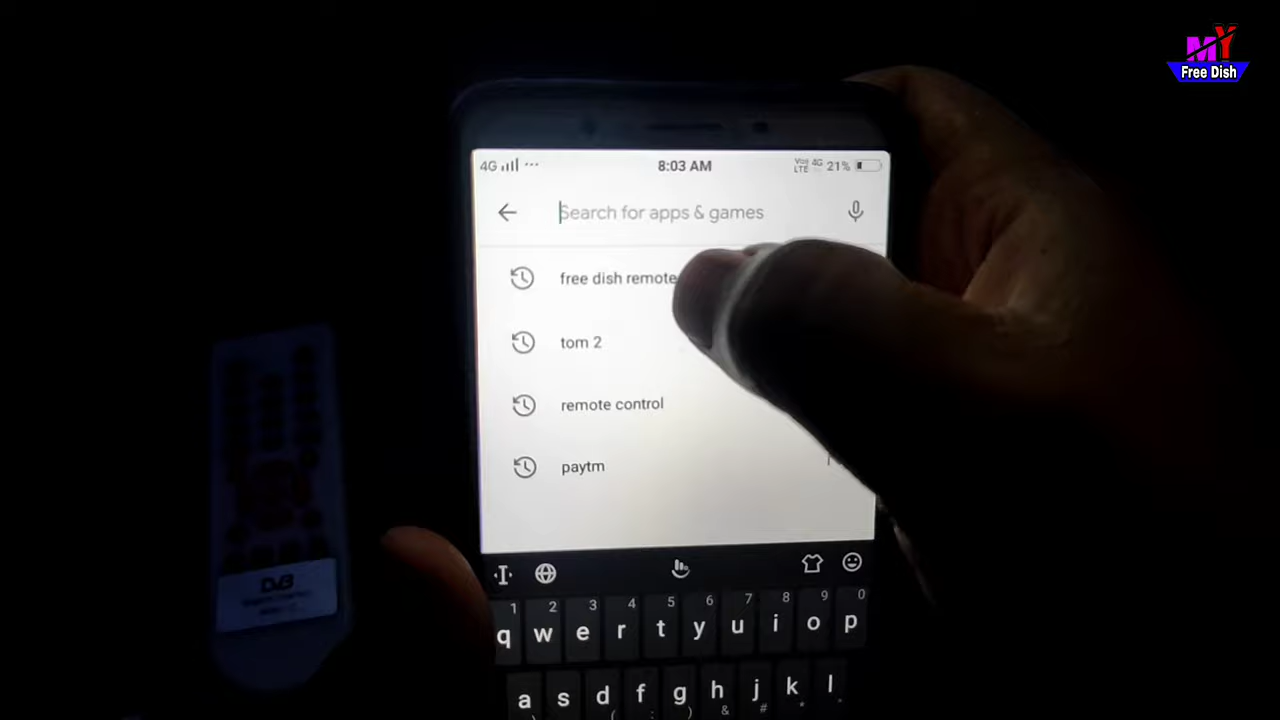 MY
Free Dish
4G
8:03 AM
Vos 4G
LTE
21%
Search for apps & games
free dish remote
tom 2
remote control
paytm
DVB
1 2 3 4 5 6 7 8 9 0
q w e r t y u i o p
a s d f g h j k l